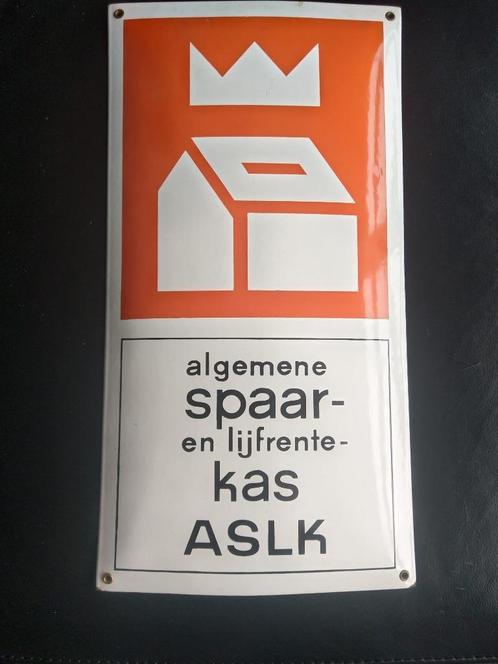 algemene
spaar-
en lijfrente-
kas
ASLK